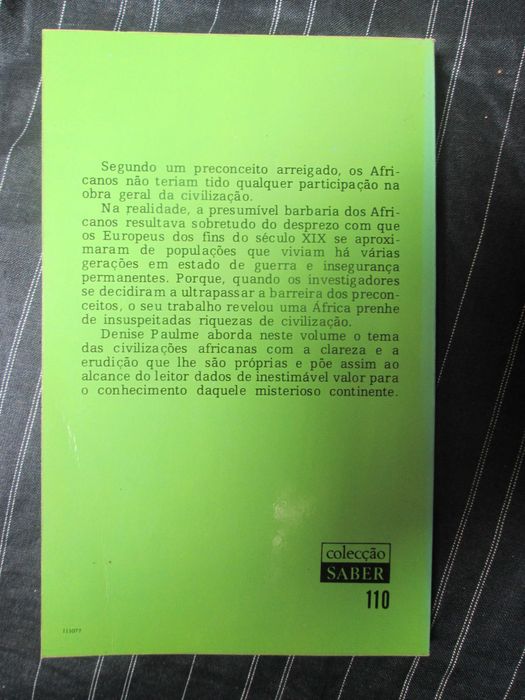 Segundo um preconceito arreigado, os Afri-
canos não teriam tido qualquer participação na
obra geral da civilização.
Na realidade, a presumível barbaria dos Afri-
canos resultava sobretudo do desprezo com que
os Europeus dos fins do século XIX se aproxi-
maram de populações que viviam há várias
gerações em estado de guerra e insegurança
permanentes. Porque, quando os investigadores
se decidiram a ultrapassar a barreira dos precon-
ceitos, o seu trabalho revelou uma África prenhe
de insuspeitadas riquezas de civilização.
Denise Paulme aborda neste volume o tema
das civilizações africanas com a clareza e a
erudição que lhe são próprias e põe assim ao
alcance do leitor dados de inestimável valor para
o conhecimento daquele misterioso continente.
colecção
SABER
110